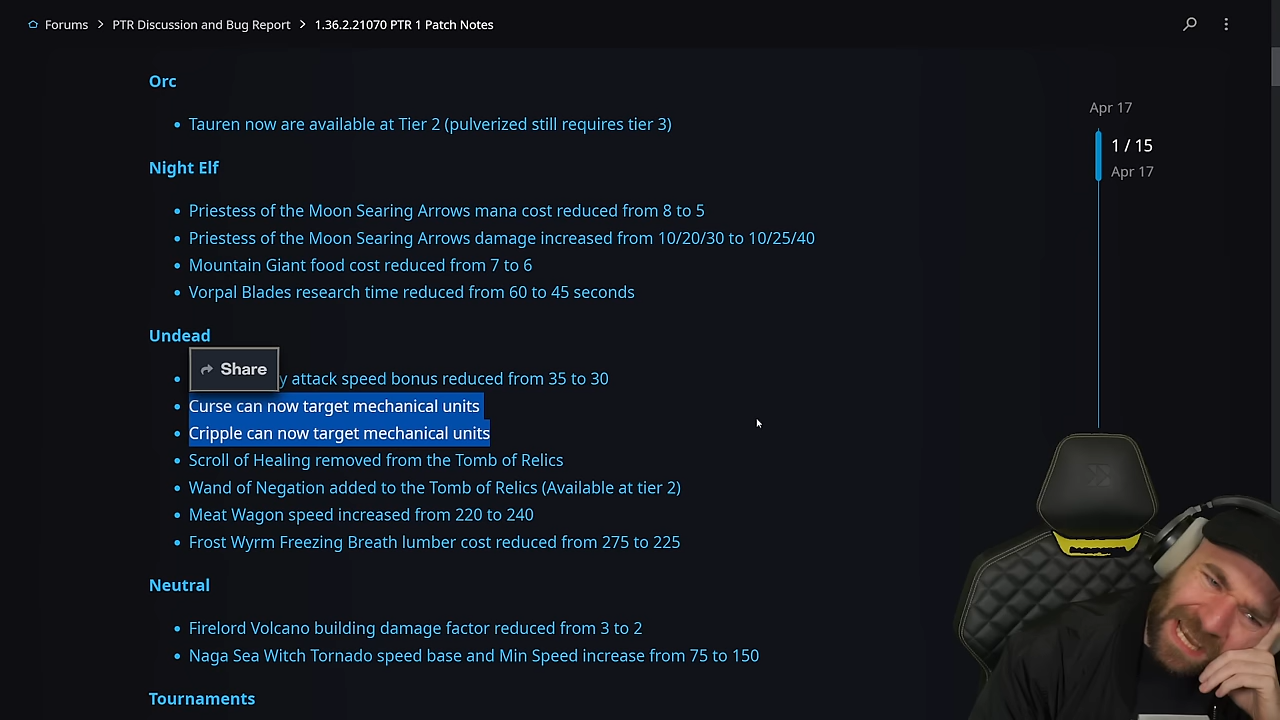 Forums > PTR Discussion and Bug Report > 1.36.2.21070 PTR 1 Patch Notes
Orc
• Tauren now are available at Tier 2 (pulverized still requires tier 3)
Apr 17
1 / 15
Apr 17
Night Elf
• Priestess of the Moon Searing Arrows mana cost reduced from 8 to 5
• Priestess of the Moon Searing Arrows damage increased from 10/20/30 to 10/25/40
• Mountain Giant food cost reduced from 7 to 6
• Vorpal Blades research time reduced from 60 to 45 seconds
Undead
Share
• y attack speed bonus reduced from 35 to 30
• Curse can now target mechanical units
• Cripple can now target mechanical units
• Scroll of Healing removed from the Tomb of Relics
• Wand of Negation added to the Tomb of Relics (Available at tier 2)
• Meat Wagon speed increased from 220 to 240
• Frost Wyrm Freezing Breath lumber cost reduced from 275 to 225
Neutral
• Firelord Volcano building damage factor reduced from 3 to 2
• Naga Sea Witch Tornado speed base and Min Speed increase from 75 to 150
Tournaments